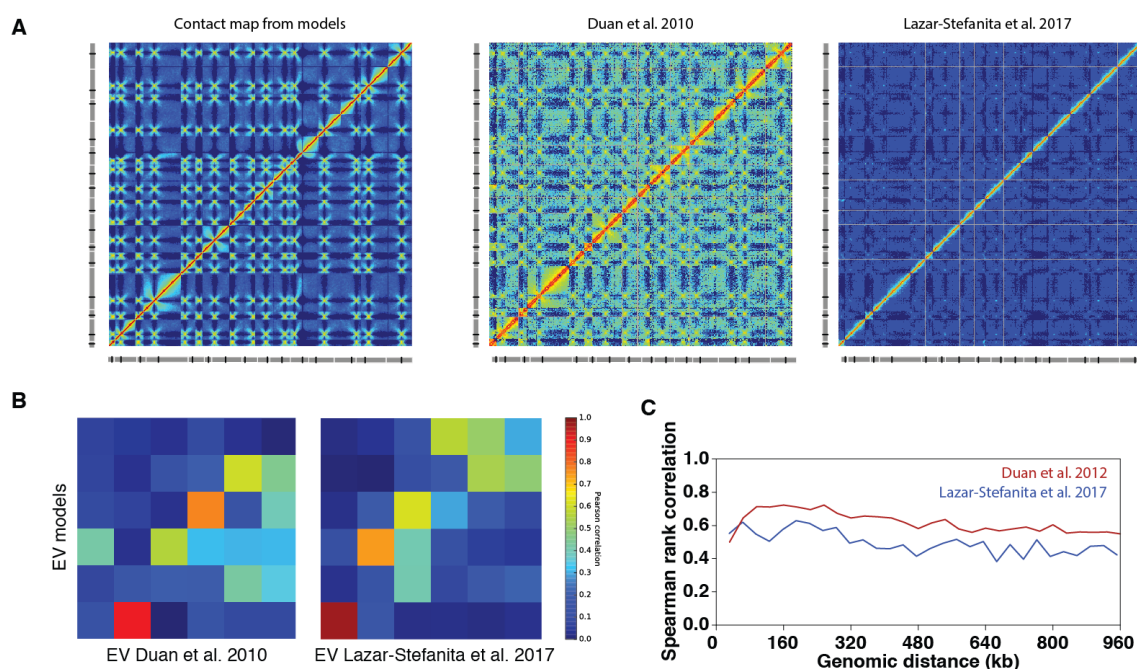 A
Contact map from models
Duan et al. 2010
Lazar-Stefanita et al. 2017
B
EV models
EV Duan et al. 2010
EV Lazar-Stefanita et al. 2017
1.0
0.9
0.8
0.7
0.6
0.5
0.4
0.3
0.2
0.1
0.0
Pearson correlation
C
Spearman rank correlation
1.0
0.8
0.6
0.4
0.2
0.0
Duan et al. 2012
Lazar-Stefanita et al. 2017
0 160 320 480 640 800 960
Genomic distance (kb)